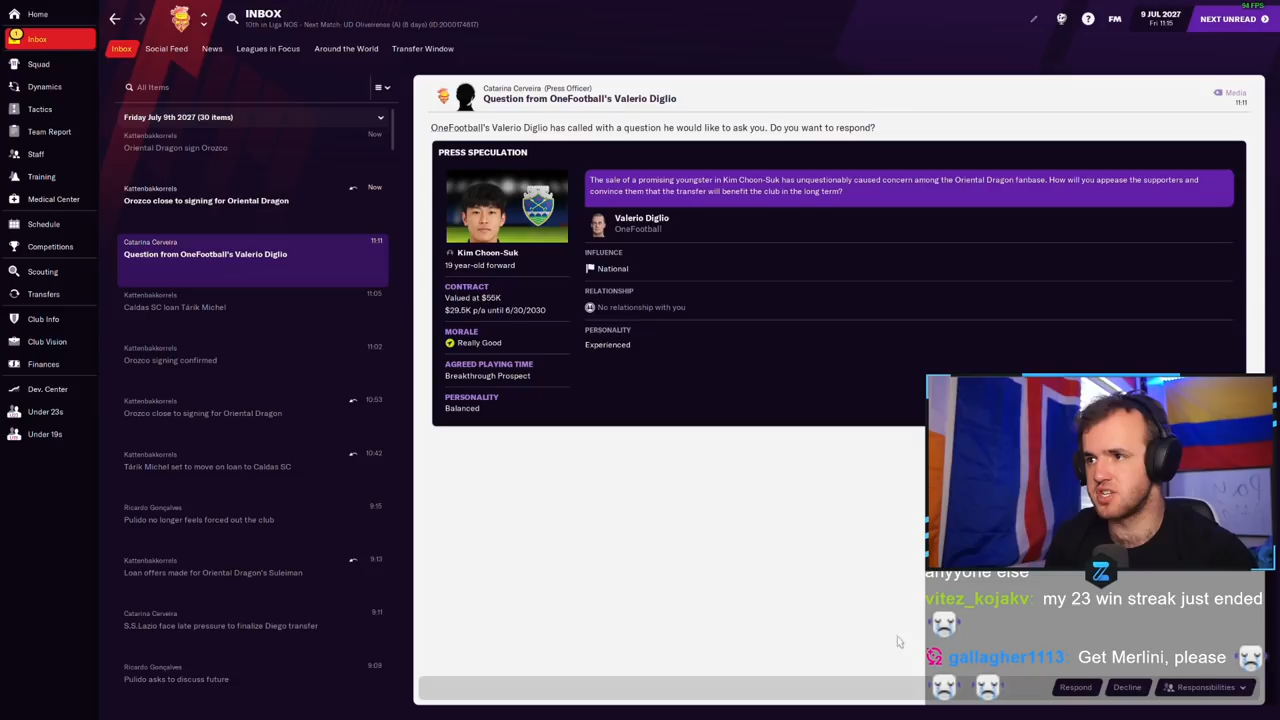 94 FPS
Home
INBOX
10th in Liga NOS - Next Match: UD Oliveirense (A) (8 days) (ID:2000174617)
FM
9 JUL 2027
Fri 11:15
NEXT UNREAD
1
Inbox
Inbox
Social Feed
News
Leagues in Focus
Around the World
Transfer Window
Squad
Dynamics
Tactics
Team Report
Staff
Training
Medical Center
Schedule
Competitions
Scouting
Transfers
Club Info
Club Vision
Finances
Dev. Center
Under 23s
Under 19s
All Items
Friday July 9th 2027 (30 items)
Kattenbakkorrels
Now
Oriental Dragon sign Orozco
Kattenbakkorrels
Now
Orozco close to signing for Oriental Dragon
Catarina Cerveira
11:11
Question from OneFootball's Valerio Diglio
Kattenbakkorrels
11:05
Caldas SC loan Tárik Michel
Kattenbakkorrels
11:02
Orozco signing confirmed
Kattenbakkorrels
10:53
Orozco close to signing for Oriental Dragon
Kattenbakkorrels
10:42
Tárik Michel set to move on loan to Caldas SC
Ricardo Gonçalves
9:15
Pulido no longer feels forced out the club
Kattenbakkorrels
9:13
Loan offers made for Oriental Dragon's Suleiman
Catarina Cerveira
9:11
S.S.Lazio face late pressure to finalize Diego transfer
Ricardo Gonçalves
9:09
Pulido asks to discuss future
Catarina Cerveira (Press Officer)
Question from OneFootball's Valerio Diglio
Media
11:11
OneFootball's Valerio Diglio has called with a question he would like to ask you. Do you want to respond?
PRESS SPECULATION
Kim Choon-Suk
19 year-old forward
CONTRACT
Valued at $55K
$29.5K p/a until 6/30/2030
MORALE
Really Good
AGREED PLAYING TIME
Breakthrough Prospect
PERSONALITY
Balanced
The sale of a promising youngster in Kim Choon-Suk has unquestionably caused concern among the Oriental Dragon fanbase. How will you appease the supporters and
convince them that the transfer will benefit the club in the long term?
Valerio Diglio
OneFootball
INFLUENCE
National
RELATIONSHIP
No relationship with you
PERSONALITY
Experienced
anyyone else
vitez_kojakv: my 23 win streak just ended
gallagher1113: Get Merlini, please
Respond
Decline
Responsibilities